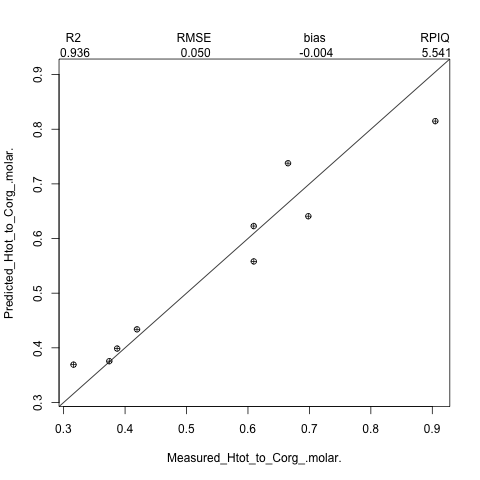 R2 RMSE bias RPIQ
0.936 0.050 -0.004 5.541
0.9
0.8
0.7
0.6
0.5
0.4
0.3
Predicted_Htot_to_Corg_.molar.
0.3 0.4 0.5 0.6 0.7 0.8 0.9
Measured_Htot_to_Corg_.molar.